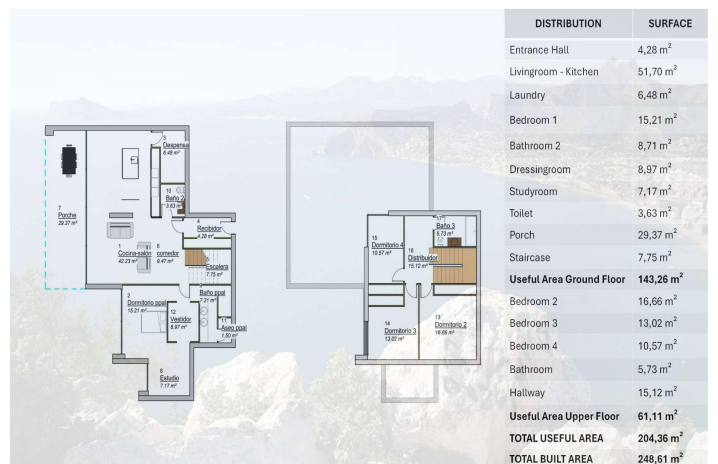 3
Despensa
6.48 m²
10
Baño 2
3.63 m²
7
Porche
29.37 m²
4
Recibidor
4.28 m²
1
Cocina-salón
42.23 m²
6
comedor
9.47 m²
5
Escalera
7.75 m²
9
Baño ppal
7.21 m²
2
Dormitorio ppal
15.21 m²
12
Vestidor
8.97 m²
11
Aseo ppal
1.50 m²
8
Estudio
7.17 m²
17
Baño 3
5.73 m²
15
Dormitorio 4
10.57 m²
16
Distribuidor
15.12 m²
14
Dormitorio 3
13.02 m²
13
Dormitorio 2
16.66 m²
DISTRIBUTION SURFACE
Entrance Hall 4,28 m²
Livingroom - Kitchen 51,70 m²
Laundry 6,48 m²
Bedroom 1 15,21 m²
Bathroom 2 8,71 m²
Dressingroom 8,97 m²
Studyroom 7,17 m²
Toilet 3,63 m²
Porch 29,37 m²
Staircase 7,75 m²
Useful Area Ground Floor 143,26 m²
Bedroom 2 16,66 m²
Bedroom 3 13,02 m²
Bedroom 4 10,57 m²
Bathroom 5,73 m²
Hallway 15,12 m²
Useful Area Upper Floor 61,11 m²
TOTAL USEFUL AREA 204,36 m²
TOTAL BUILT AREA 248,61 m²